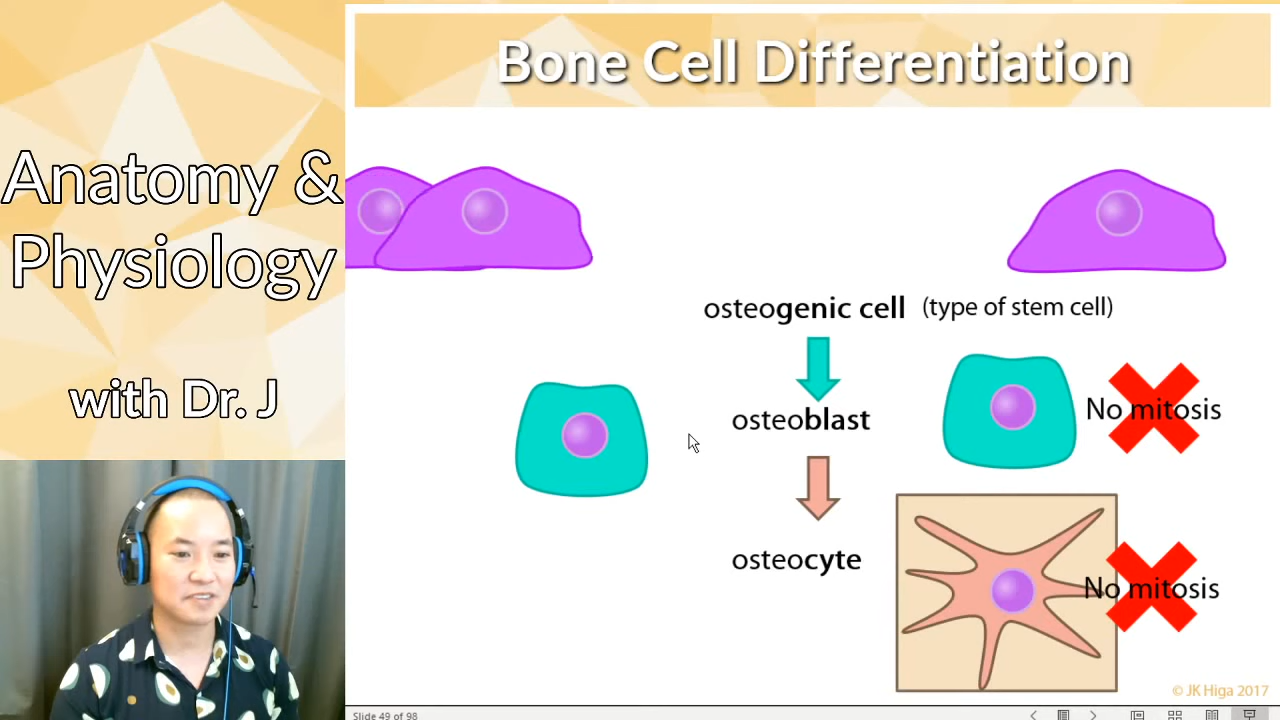 Bone Cell Differentiation
Anatomy &
Physiology
with Dr. J
osteogenic cell (type of stem cell)
osteoblast
No mitosis
osteocyte
No mitosis
© JK Higa 2017
Slide 49 of 98